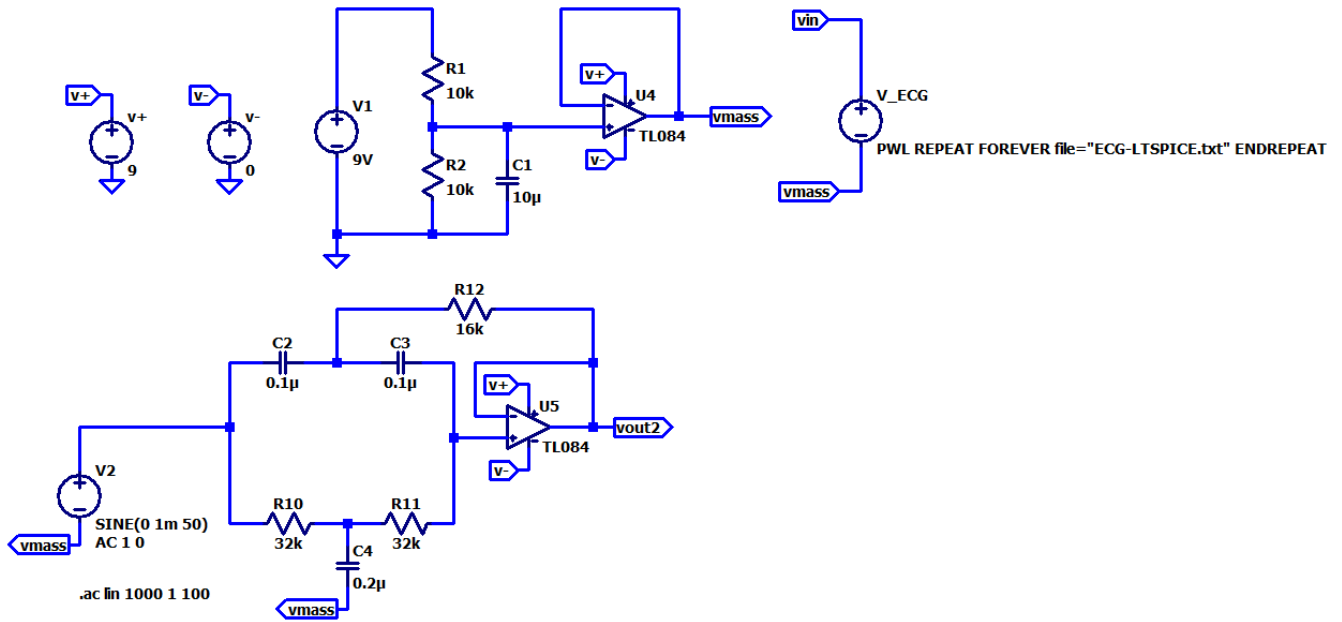 v+
v+
9
v-
v-
0
V1
9V
R1
10k
R2
10k
C1
10µ
v+
U4
TL084
v-
vmass
vin
V_ECG
PWL REPEAT FOREVER file="ECG-LTSPICE.txt" ENDREPEAT
vmass
R12
16k
C2
0.1µ
C3
0.1µ
v+
U5
TL084
v-
vout2
V2
SINE(0 1m 50)
AC 1 0
vmass
R10
32k
R11
32k
C4
0.2µ
vmass
.ac lin 1000 1 100